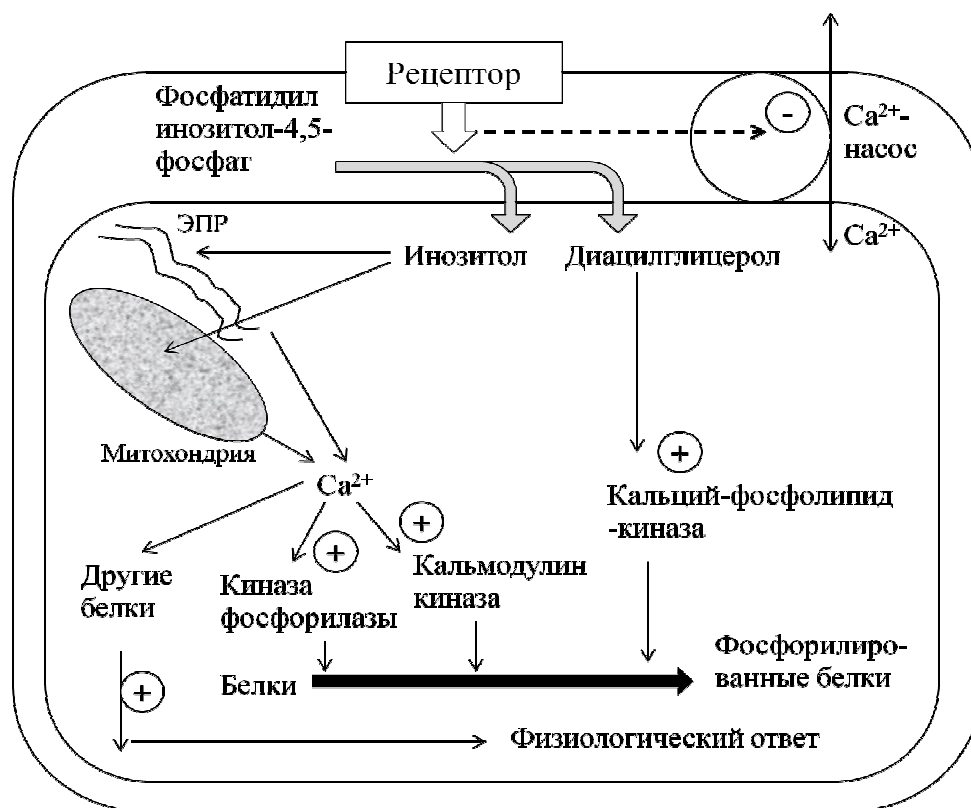 Рецептор
Фосфатидил
инозитол-4,5-
фосфат
-
Ca²⁺-
насос
Ca²⁺
ЭПР
Инозитол
Диацилглицерол
Митохондрия
Ca²⁺
+
Кальций-фосфолипид
-киназа
+
+
Другие
белки
Киназа
фосфорилазы
Кальмодулин
киназа
+
Белки
Фосфорилиро-
ванные белки
Физиологический ответ